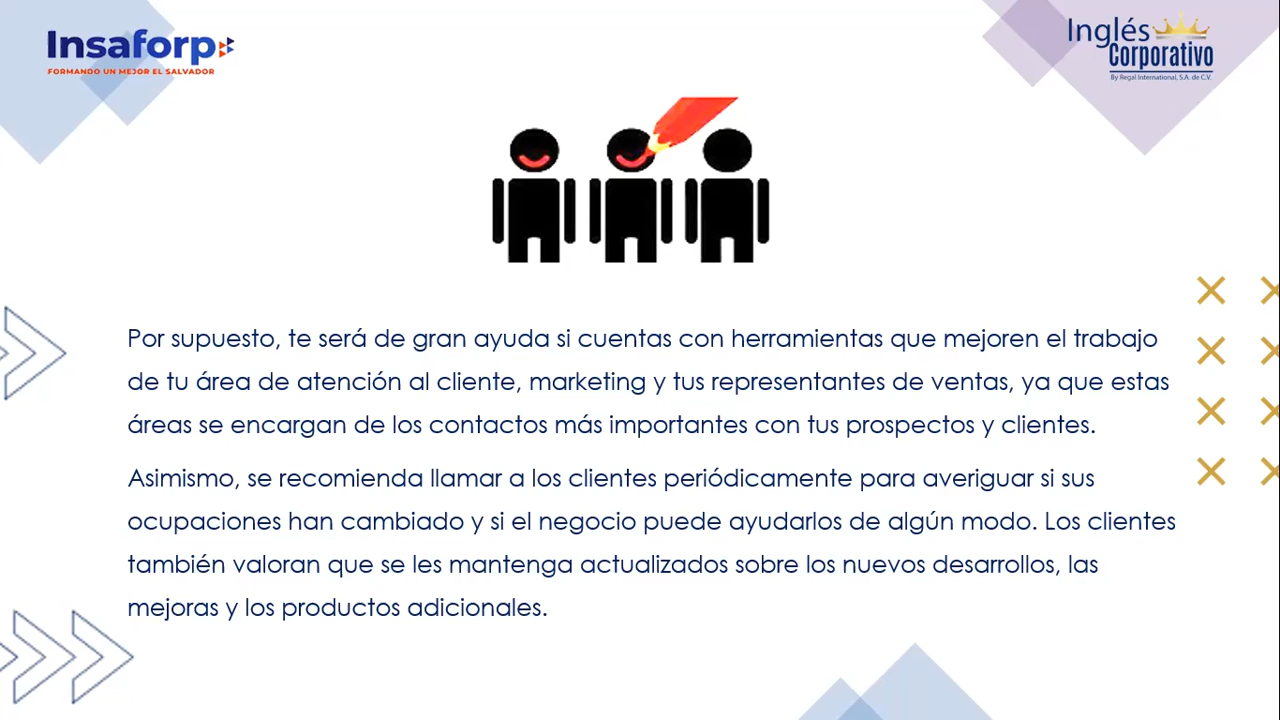 Insaforp
FORMANDO UN MEJOR EL SALVADOR
Inglés
Corporativo
By Regal International, S.A. de C.V.
Por supuesto, te será de gran ayuda si cuentas con herramientas que mejoren el trabajo
de tu área de atención al cliente, marketing y tus representantes de ventas, ya que estas
áreas se encargan de los contactos más importantes con tus prospectos y clientes.
Asimismo, se recomienda llamar a los clientes periódicamente para averiguar si sus
ocupaciones han cambiado y si el negocio puede ayudarlos de algún modo. Los clientes
también valoran que se les mantenga actualizados sobre los nuevos desarrollos, las
mejoras y los productos adicionales.